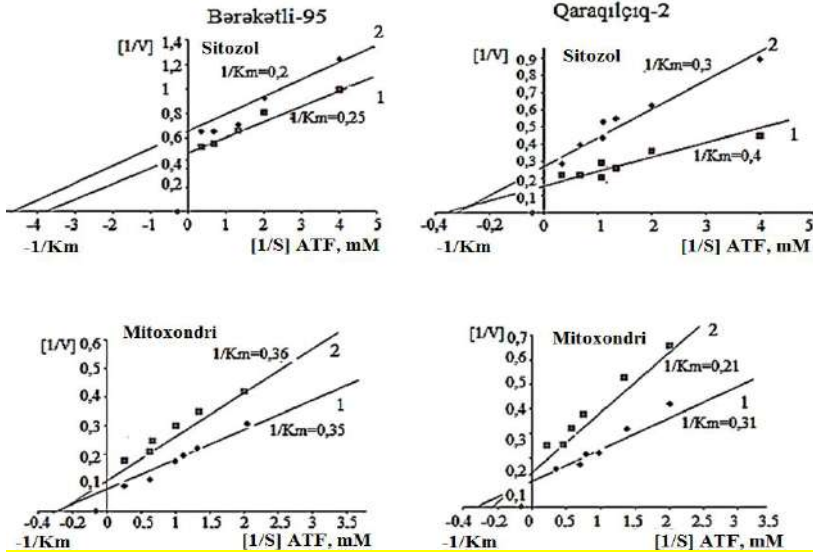 Bərəkətli-95
Qaraqılçıq-2
[1/V]
Sitozol
2
1/Km=0,2
1
1/Km=0,25
1,4
1,2
1
0,8
0,6
0,4
0,2
0
-4 -3 -2 -1 0 1 2 3 4 5
-1/Km [1/S] ATF, mM
[1/V]
Sitozol
2
1/Km=0,3
1
1/Km=0,4
0,9
0,8
0,7
0,6
0,5
0,4
0,3
0,2
0,1
0
-0,4 -0,2 0 1 2 3 4 5
-1/Km [1/S] ATF, mM
Mitoxondri
[1/V]
1/Km=0,36
2
1
1/Km=0,35
0,6
0,5
0,4
0,3
0,2
0,1
0
-0.4 -0.2 0 0.5 1 1.5 2 2.5 3 3.5
-1/Km [1/S] ATF, mM
Mitoxondri
[1/V]
2
1/Km=0,21
1
1/Km=0,31
0,7
0,6
0,5
0,4
0,3
0,2
0,1
-0.4 -0.2 0 0.5 1 1.5 2 2.5 3 3.5
-1/Km [1/S] ATF, mM